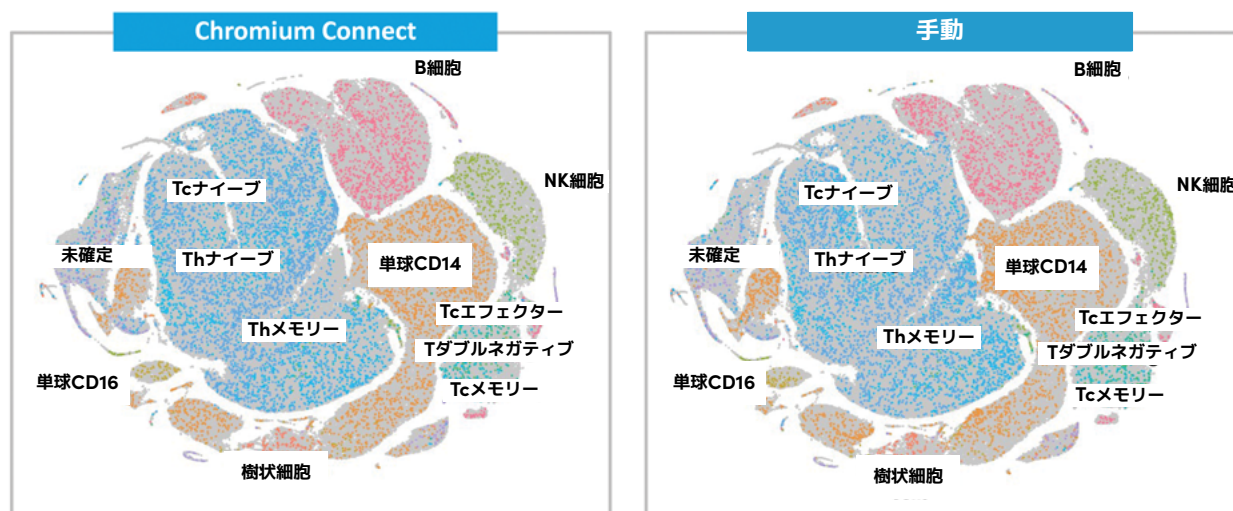 Chromium Connect
B細胞
NK細胞
Tcナイーブ
未確定
Thナイーブ
単球CD14
Tcエフェクター
Thメモリー
Tダブルネガティブ
単球CD16
Tcメモリー
樹状細胞
手動
B細胞
NK細胞
Tcナイーブ
未確定
Thナイーブ
単球CD14
Tcエフェクター
Thメモリー
Tダブルネガティブ
単球CD16
Tcメモリー
樹状細胞